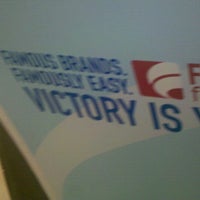 FAMOUS BRANDS.
FAMOUSLY EASY.
VICTORY IS